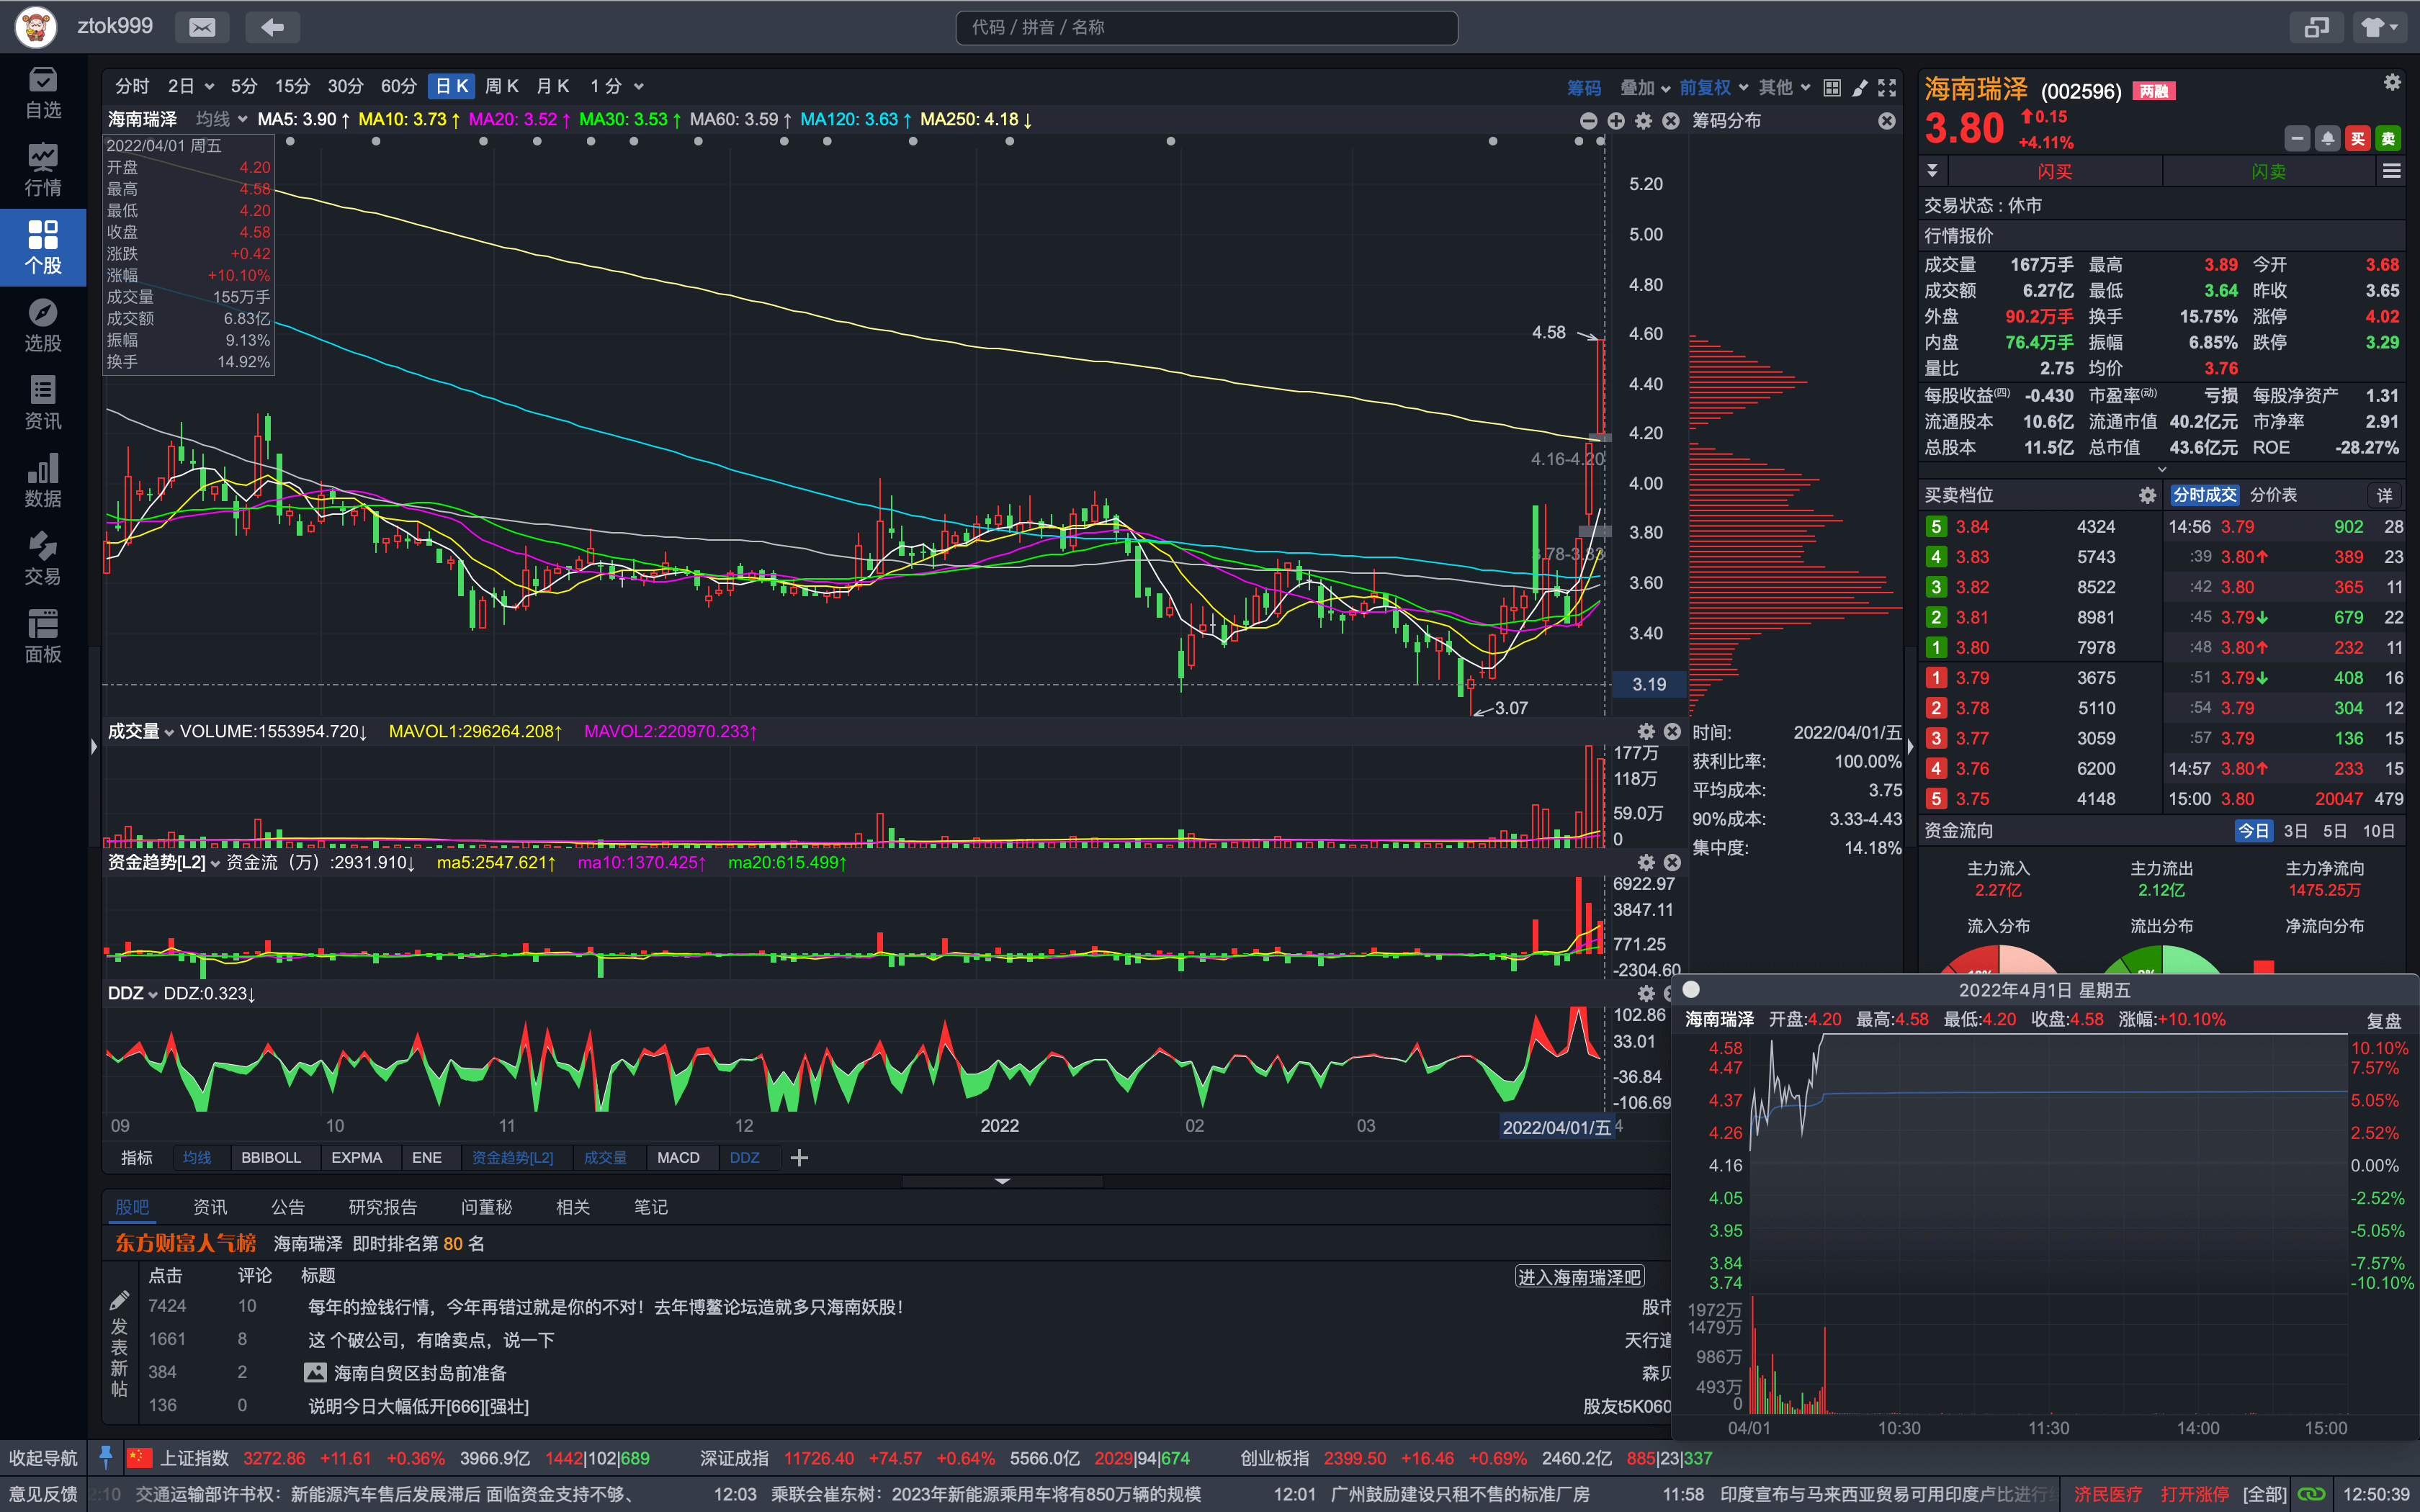 ztok999
代码 / 拼音 / 名称
自选
行情
个股
选股
资讯
数据
交易
面板
分时 2日 5分 15分 30分 60分 日K 周K 月K 1分 筹码 叠加 前复权 其他
海南瑞泽 均线 MA5: 3.90↑ MA10: 3.73↑ MA20: 3.52↑ MA30: 3.53↑ MA60: 3.59↑ MA120: 3.63↑ MA250: 4.18↓
筹码分布
2022/04/01 周五
开盘 4.20
最高 4.58
最低 4.20
收盘 4.58
涨跌 +0.42
涨幅 +10.10%
成交量 155万手
成交额 6.83亿
振幅 9.13%
换手 14.92%
5.20
5.00
4.80
4.60
4.40
4.20
4.00
3.80
3.60
3.40
3.19
4.58
4.16-4.20
3.78-3.83
3.07
成交量 VOLUME:1553954.720↓ MAVOL1:296264.208↑ MAVOL2:220970.233↑
177万
118万
59.0万
0
资金趋势[L2] 资金流（万）:2931.910↓ ma5:2547.621↑ ma10:1370.425↑ ma20:615.499↑
6922.97
3847.11
771.25
-2304.60
DDZ DDZ:0.323↓
102.86
33.01
-36.84
-106.69
09 10 11 12 2022 02 03 2022/04/01/五 4
指标 均线 BBIBOLL EXPMA ENE 资金趋势[L2] 成交量 MACD DDZ
时间: 2022/04/01/五
获利比率: 100.00%
平均成本: 3.75
90%成本: 3.33-4.43
集中度: 14.18%
股吧 资讯 公告 研究报告 问董秘 相关 笔记
东方财富人气榜 海南瑞泽 即时排名第 80 名
点击 评论 标题 进入海南瑞泽吧
发表新帖
7424 10 每年的捡钱行情，今年再错过就是你的不对！去年博鳌论坛造就多只海南妖股！ 股市
1661 8 这 个破公司，有啥卖点，说一下 天行道
384 2 海南自贸区封岛前准备 森贝
136 0 说明今日大幅低开[666][强壮] 股友t5K060
海南瑞泽 (002596) 两融
3.80 0.15
+4.11%
买 卖
闪买 闪卖
交易状态 : 休市
行情报价
成交量 167万手 最高 3.89 今开 3.68
成交额 6.27亿 最低 3.64 昨收 3.65
外盘 90.2万手 换手 15.75% 涨停 4.02
内盘 76.4万手 振幅 6.85% 跌停 3.29
量比 2.75 均价 3.76
每股收益(四) -0.430 市盈率(动) 亏损 每股净资产 1.31
流通股本 10.6亿 流通市值 40.2亿元 市净率 2.91
总股本 11.5亿 总市值 43.6亿元 ROE -28.27%
买卖档位 分时成交 分价表 详
5 3.84 4324 14:56 3.79 902 28
4 3.83 5743 :39 3.80↑ 389 23
3 3.82 8522 :42 3.80 365 11
2 3.81 8981 :45 3.79↓ 679 22
1 3.80 7978 :48 3.80↑ 232 11
1 3.79 3675 :51 3.79↓ 408 16
2 3.78 5110 :54 3.79 304 12
3 3.77 3059 :57 3.79 136 15
4 3.76 6200 14:57 3.80↑ 233 15
5 3.75 4148 15:00 3.80 20047 479
资金流向 今日 3日 5日 10日
主力流入 主力流出 主力净流向
2.27亿 2.12亿 1475.25万
流入分布 流出分布 净流向分布
2022年4月1日 星期五
海南瑞泽 开盘:4.20 最高:4.58 最低:4.20 收盘:4.58 涨幅:+10.10% 复盘
4.58 10.10%
4.47 7.57%
4.37 5.05%
4.26 2.52%
4.16 0.00%
4.05 -2.52%
3.95 -5.05%
3.84 -7.57%
3.74 -10.10%
1972万
1479万
986万
493万
0
04/01 10:30 11:30 14:00 15:00
收起导航 上证指数 3272.86 +11.61 +0.36% 3966.9亿 1442|102|689 深证成指 11726.40 +74.57 +0.64% 5566.0亿 2029|94|674 创业板指 2399.50 +16.46 +0.69% 2460.2亿 885|23|337
意见反馈 2:10 交通运输部许书权：新能源汽车售后发展滞后 面临资金支持不够、 12:03 乘联会崔东树：2023年新能源乘用车将有850万辆的规模 12:01 广州鼓励建设只租不售的标准厂房 11:58 印度宣布与马来西亚贸易可用印度卢比进行 济民医疗 打开涨停 [全部] 12:50:39